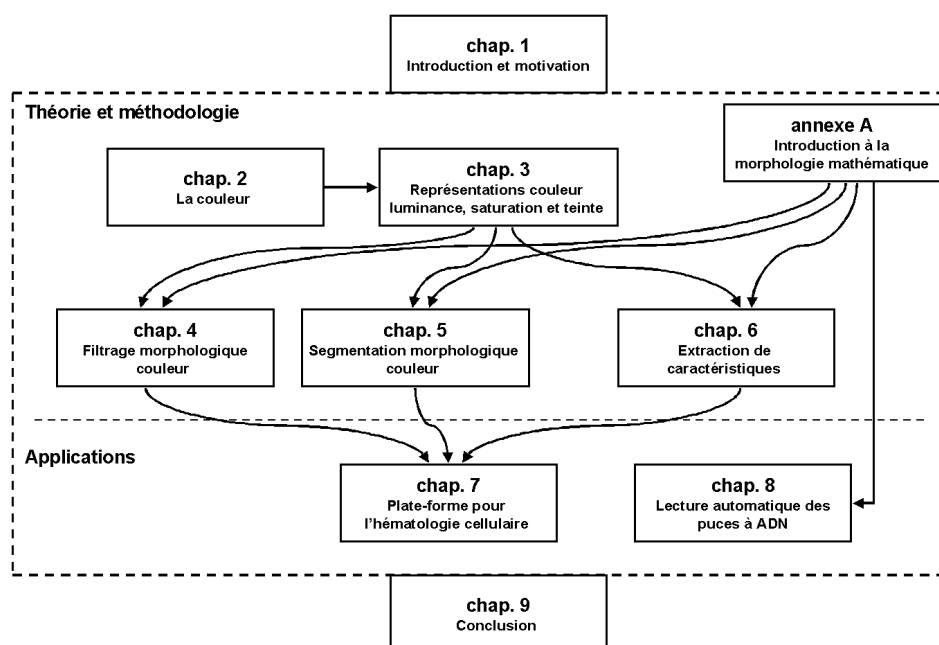 chap. 1
Introduction et motivation
Théorie et méthodologie
annexe A
Introduction à la
morphologie mathématique
chap. 2
La couleur
chap. 3
Représentations couleur
luminance, saturation et teinte
chap. 4
Filtrage morphologique
couleur
chap. 5
Segmentation morphologique
couleur
chap. 6
Extraction de
caractéristiques
Applications
chap. 7
Plate-forme pour
l'hématologie cellulaire
chap. 8
Lecture automatique des
puces à ADN
chap. 9
Conclusion